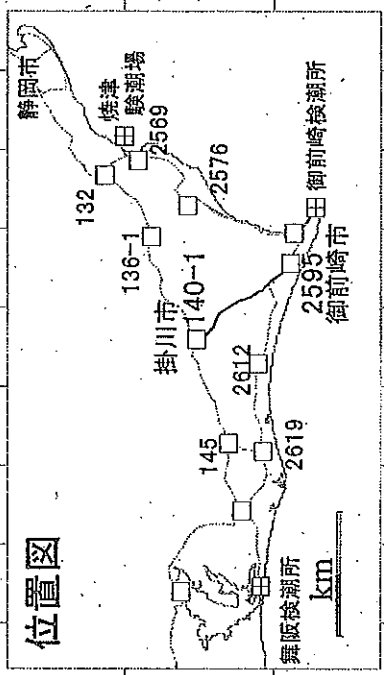 位置図
静岡市
焼津
験潮場
132
2569
136-1
2576
掛川市
140-1
御前崎検潮所
2595
御前崎市
2612
145
2619
舞阪検潮所
km